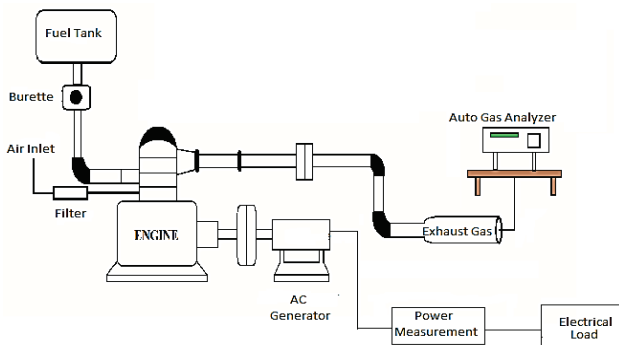 Fuel Tank
Burette
Auto Gas Analyzer
Air Inlet
Filter
ENGINE
Exhaust Gas
AC
Generator
Power
Measurement
Electrical
Load